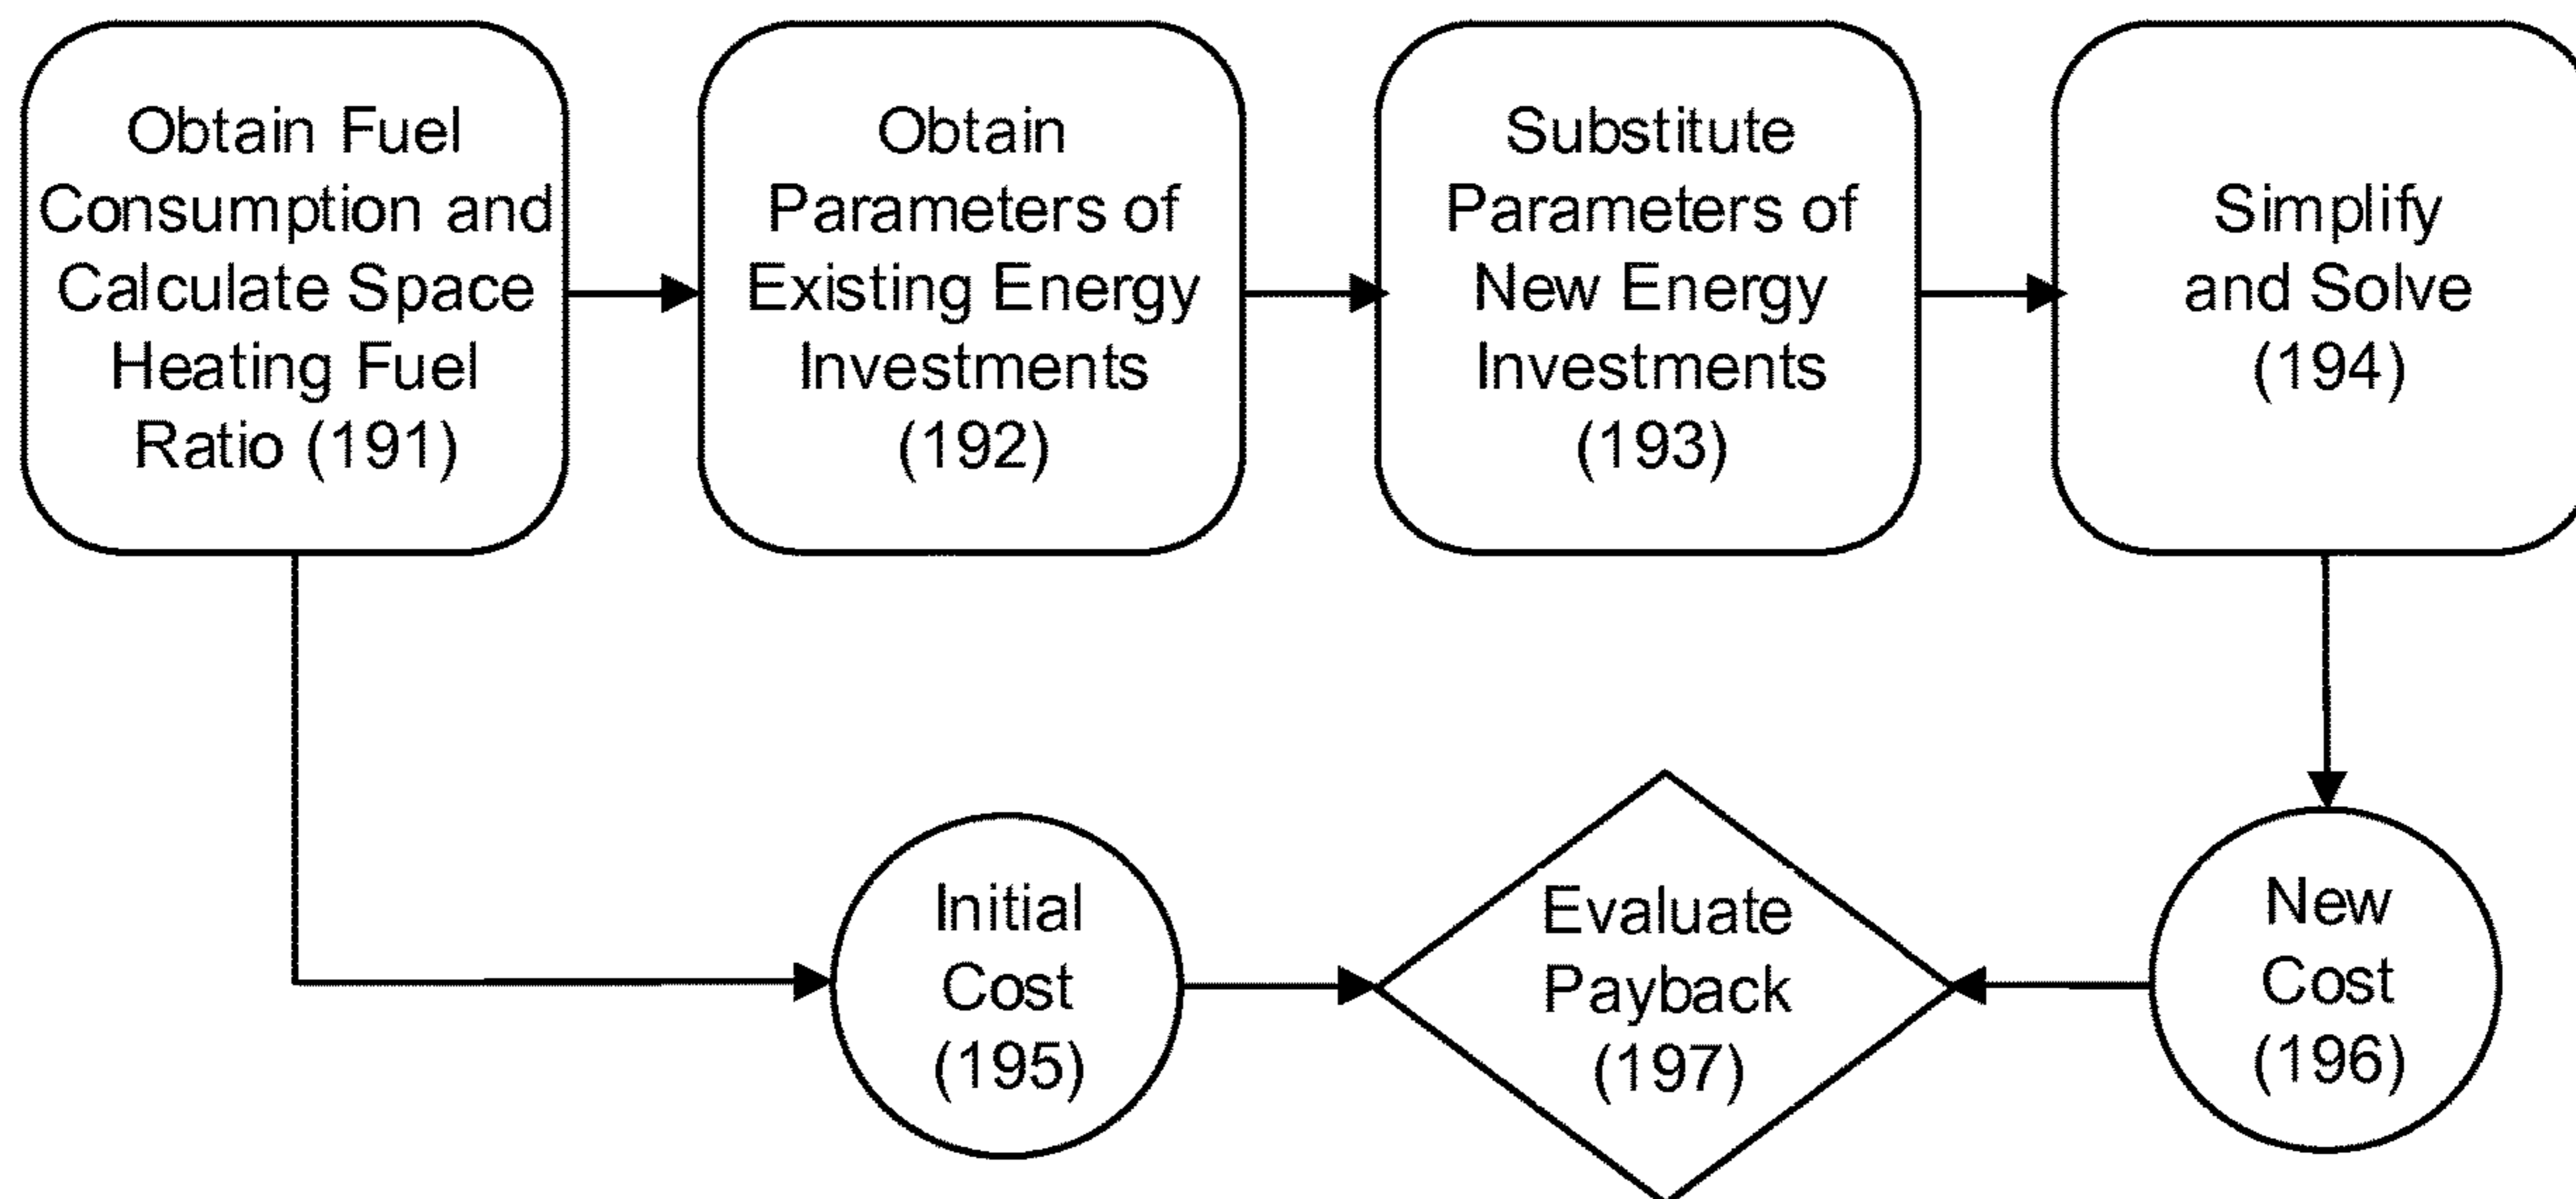 Obtain Fuel
Consumption and
Calculate Space
Heating Fuel
Ratio (191)
Obtain
Parameters of
Existing Energy
Investments
(192)
Substitute
Parameters of
New Energy
Investments
(193)
Simplify
and Solve
(194)
Initial
Cost
(195)
Evaluate
Payback
(197)
New
Cost
(196)